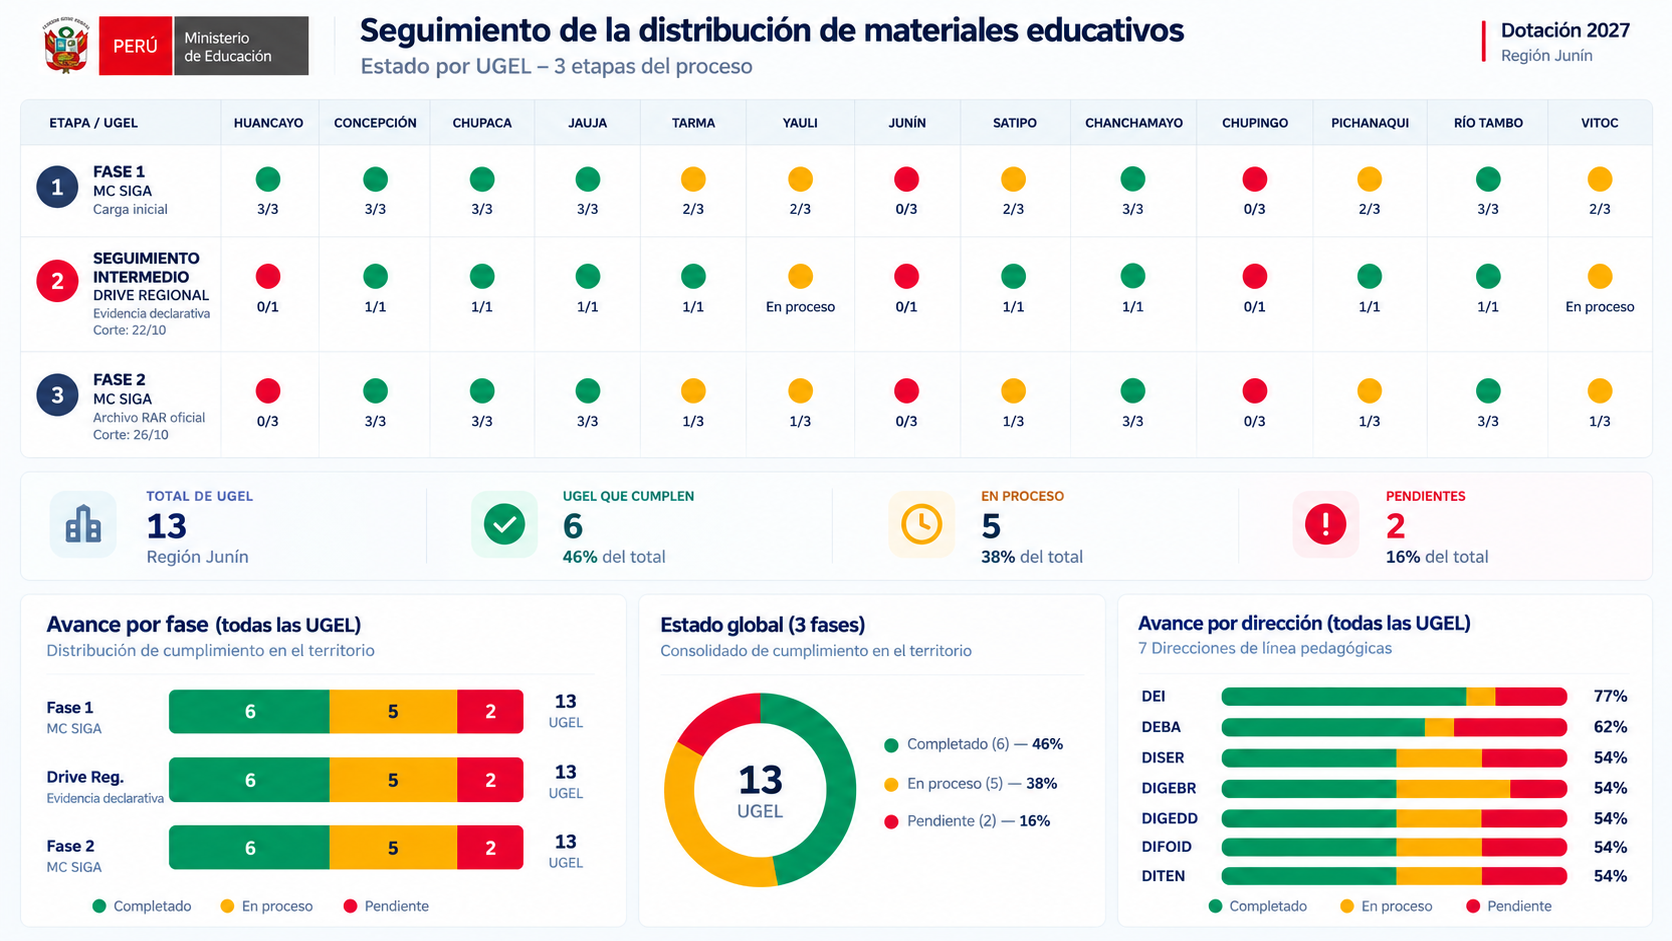 PERÚ
Ministerio
de Educación
Seguimiento de la distribución de materiales educativos
Estado por UGEL – 3 etapas del proceso
Dotación 2027
Región Junín
ETAPA / UGEL HUANCAYO CONCEPCIÓN CHUPACA JAUJA TARMA YAULI JUNÍN SATIPO CHANCHAMAYO CHUPINGO PICHANAQUI RÍO TAMBO VITOC
1
FASE 1
MC SIGA
Carga inicial
3/3 3/3 3/3 3/3 2/3 2/3 0/3 2/3 3/3 0/3 2/3 3/3 2/3
2
SEGUIMIENTO
INTERMEDIO
DRIVE REGIONAL
Evidencia declarativa
Corte: 22/10
0/1 1/1 1/1 1/1 1/1 En proceso 0/1 1/1 1/1 0/1 1/1 1/1 En proceso
3
FASE 2
MC SIGA
Archivo RAR oficial
Corte: 26/10
0/3 3/3 3/3 3/3 1/3 1/3 0/3 1/3 3/3 0/3 1/3 3/3 1/3
TOTAL DE UGEL
13
Región Junín
UGEL QUE CUMPLEN
6
46% del total
EN PROCESO
5
38% del total
PENDIENTES
2
16% del total
Avance por fase (todas las UGEL)
Distribución de cumplimiento en el territorio
Fase 1
MC SIGA
6 5 2
13
UGEL
Drive Reg.
Evidencia declarativa
6 5 2
13
UGEL
Fase 2
MC SIGA
6 5 2
13
UGEL
Completado En proceso Pendiente
Estado global (3 fases)
Consolidado de cumplimiento en el territorio
13
UGEL
Completado (6) — 46%
En proceso (5) — 38%
Pendiente (2) — 16%
Avance por dirección (todas las UGEL)
7 Direcciones de línea pedagógicas
DEI 77%
DEBA 62%
DISER 54%
DIGEBR 54%
DIGEDD 54%
DIFOID 54%
DITEN 54%
Completado En proceso Pendiente